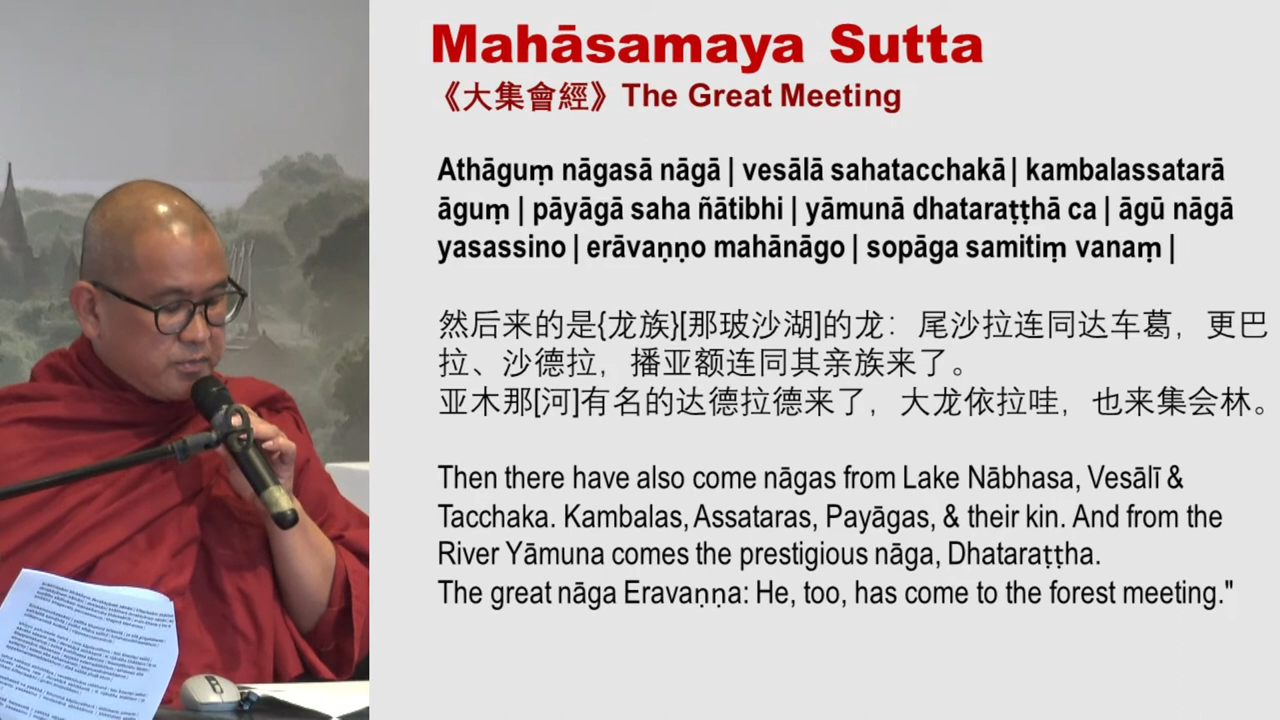 Mahāsamaya Sutta
《大集會經》The Great Meeting
Athāguṃ nāgasā nāgā | vesālā sahatacchakā | kambalassatarā
āguṃ | pāyāgā saha ñātibhi | yāmunā dhataraṭṭhā ca | āgū nāgā
yasassino | erāvaṇṇo mahānāgo | sopāga samitiṃ vanaṃ |
然后来的是{龙族}[那玻沙湖]的龙：尾沙拉连同达车葛，更巴
拉、沙德拉，播亚额连同其亲族来了。
亚木那[河]有名的达德拉德来了，大龙依拉哇，也来集会林。
Then there have also come nāgas from Lake Nābhasa, Vesālī &
Tacchaka. Kambalas, Assataras, Payāgas, & their kin. And from the
River Yāmuna comes the prestigious nāga, Dhataraṭṭha.
The great nāga Eravaṇṇa: He, too, has come to the forest meeting."